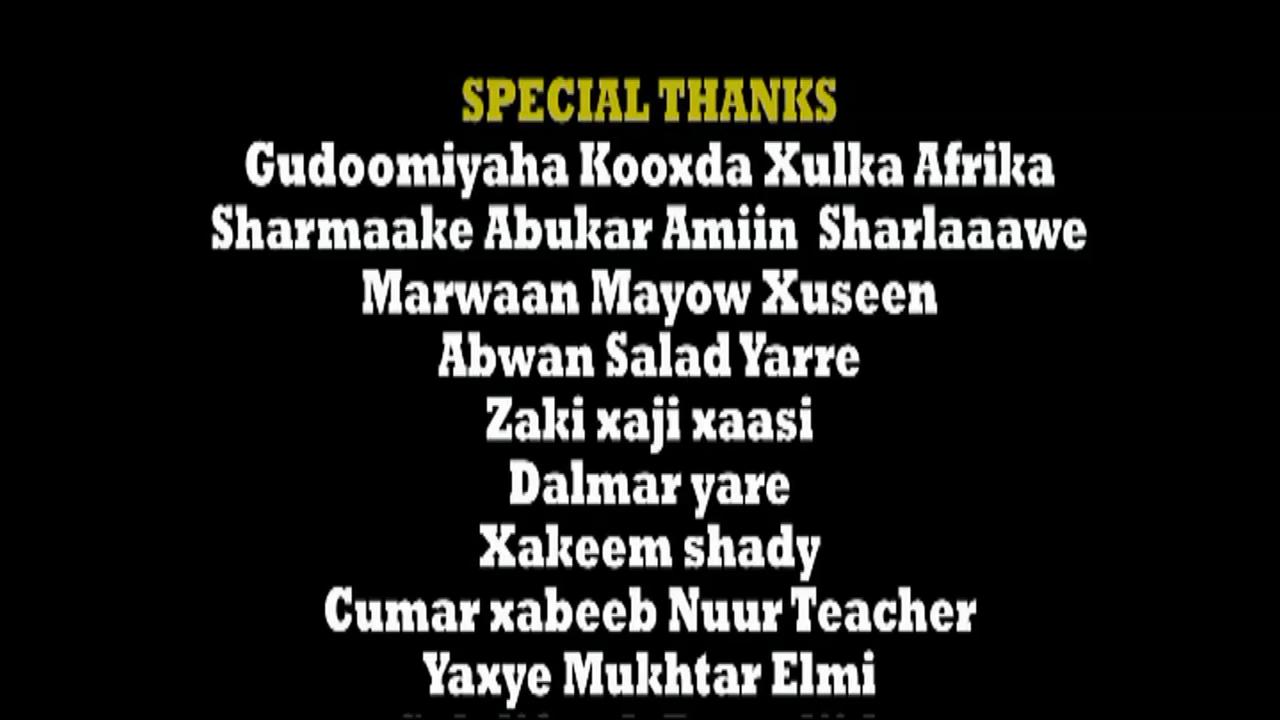 SPECIAL THANKS
Gudoomiyaha Kooxda Xulka Afrika
Sharmaake Abukar Amiin Sharlaaawe
Marwaan Mayow Xuseen
Abwan Salad Yarre
Zaki xaji xaasi
Dalmar yare
Xakeem shady
Cumar xabeeb Nuur Teacher
Yaxye Mukhtar Elmi